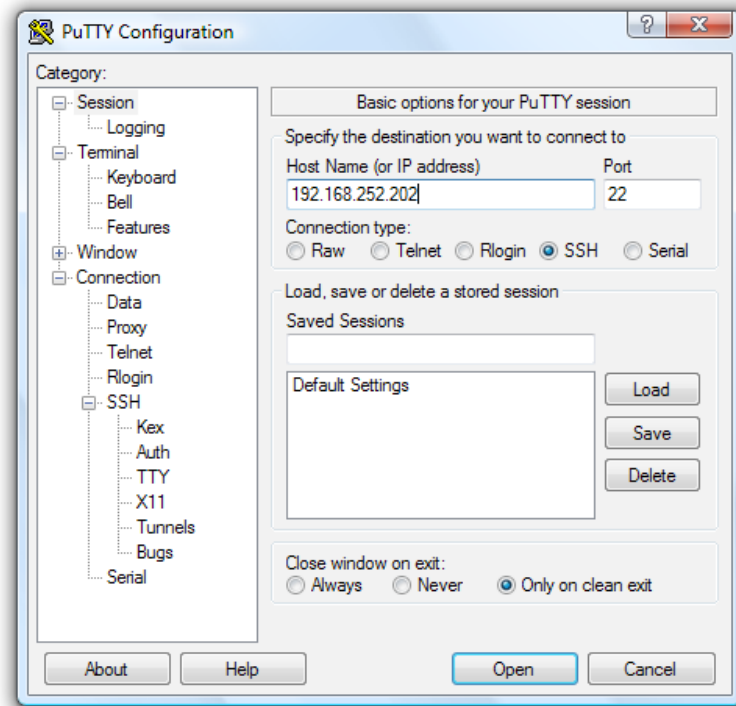 PuTTY Configuration
Category:
Session
Logging
Terminal
Keyboard
Bell
Features
Window
Connection
Data
Proxy
Telnet
Rlogin
SSH
Kex
Auth
TTY
X11
Tunnels
Bugs
Serial
Basic options for your PuTTY session
Specify the destination you want to connect to
Host Name (or IP address) Port
192.168.252.202 22
Connection type:
Raw Telnet Rlogin SSH Serial
Load, save or delete a stored session
Saved Sessions
Default Settings
Load
Save
Delete
Close window on exit:
Always Never Only on clean exit
About Help Open Cancel